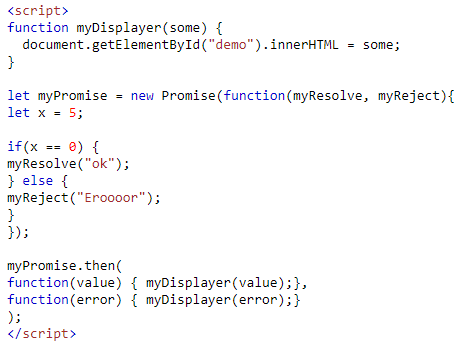 <script>
function myDisplayer(some) {
  document.getElementById("demo").innerHTML = some;
}

let myPromise = new Promise(function(myResolve, myReject){
let x = 5;

if(x == 0) {
myResolve("ok");
} else {
myReject("Eroooor");
}
});

myPromise.then(
function(value) { myDisplayer(value);},
function(error) { myDisplayer(error);}
);
</script>